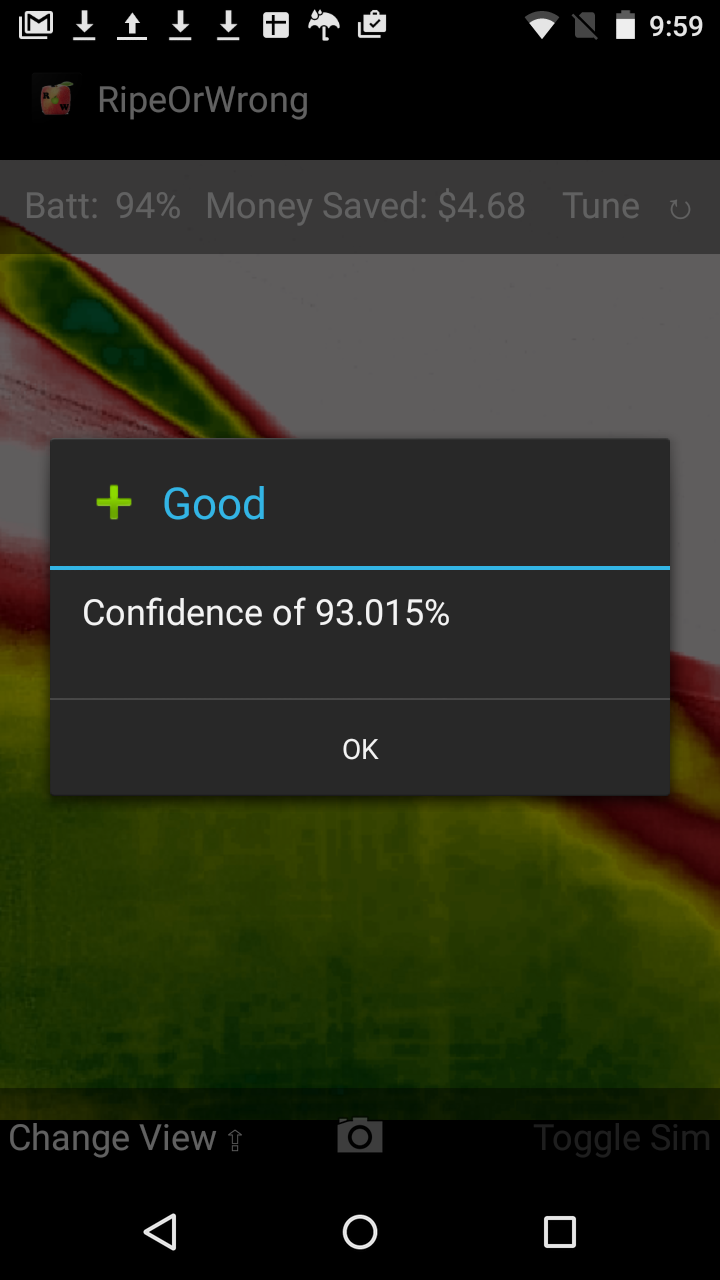 9:59
RipeOrWrong
Batt: 94% Money Saved: $4.68 Tune ↻
Good
Confidence of 93.015%
OK
Change View ⇪ Toggle Sim